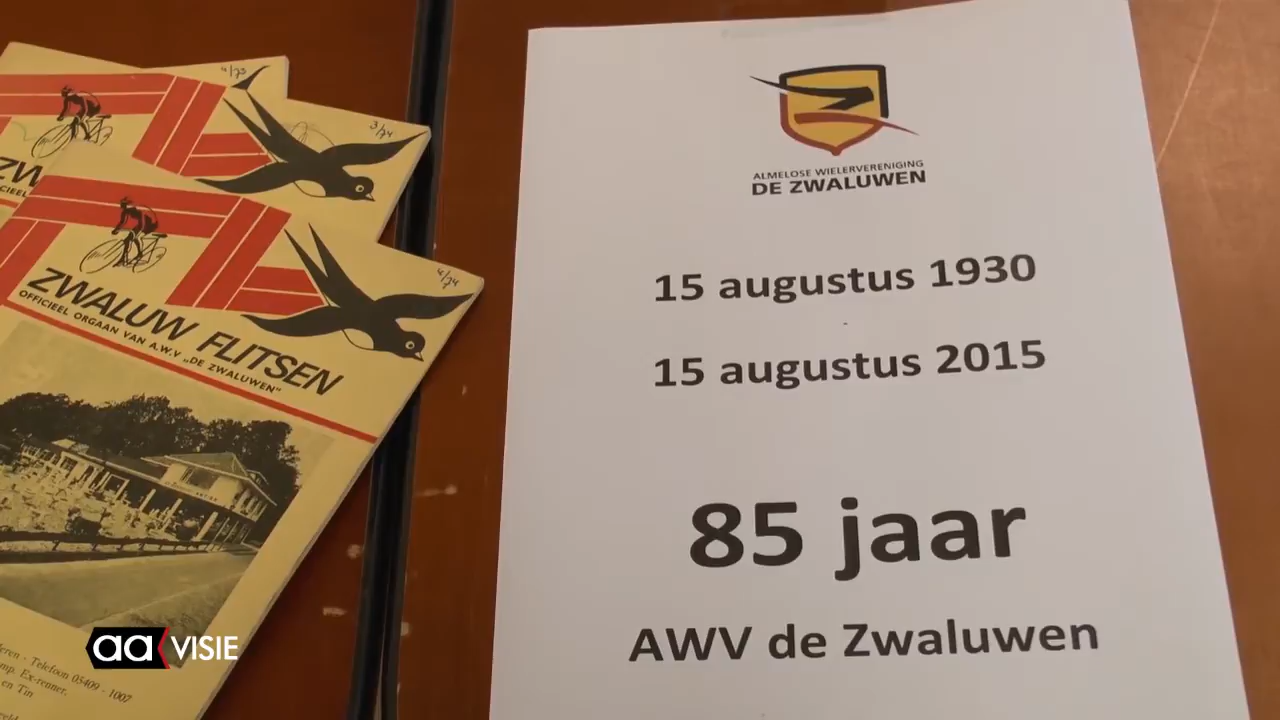 4/73
3/74
ZW
4/74
ZWALUW FLITSEN
OFFICIEEL ORGAAN VAN A.W.V „DE ZWALUWEN"
Telefoon 05409 - 1007
Ex-renner.
en Tin
ALMELOSE WIELERVERENIGING
DE ZWALUWEN
15 augustus 1930
15 augustus 2015
85 jaar
AWV de Zwaluwen
aa VISIE